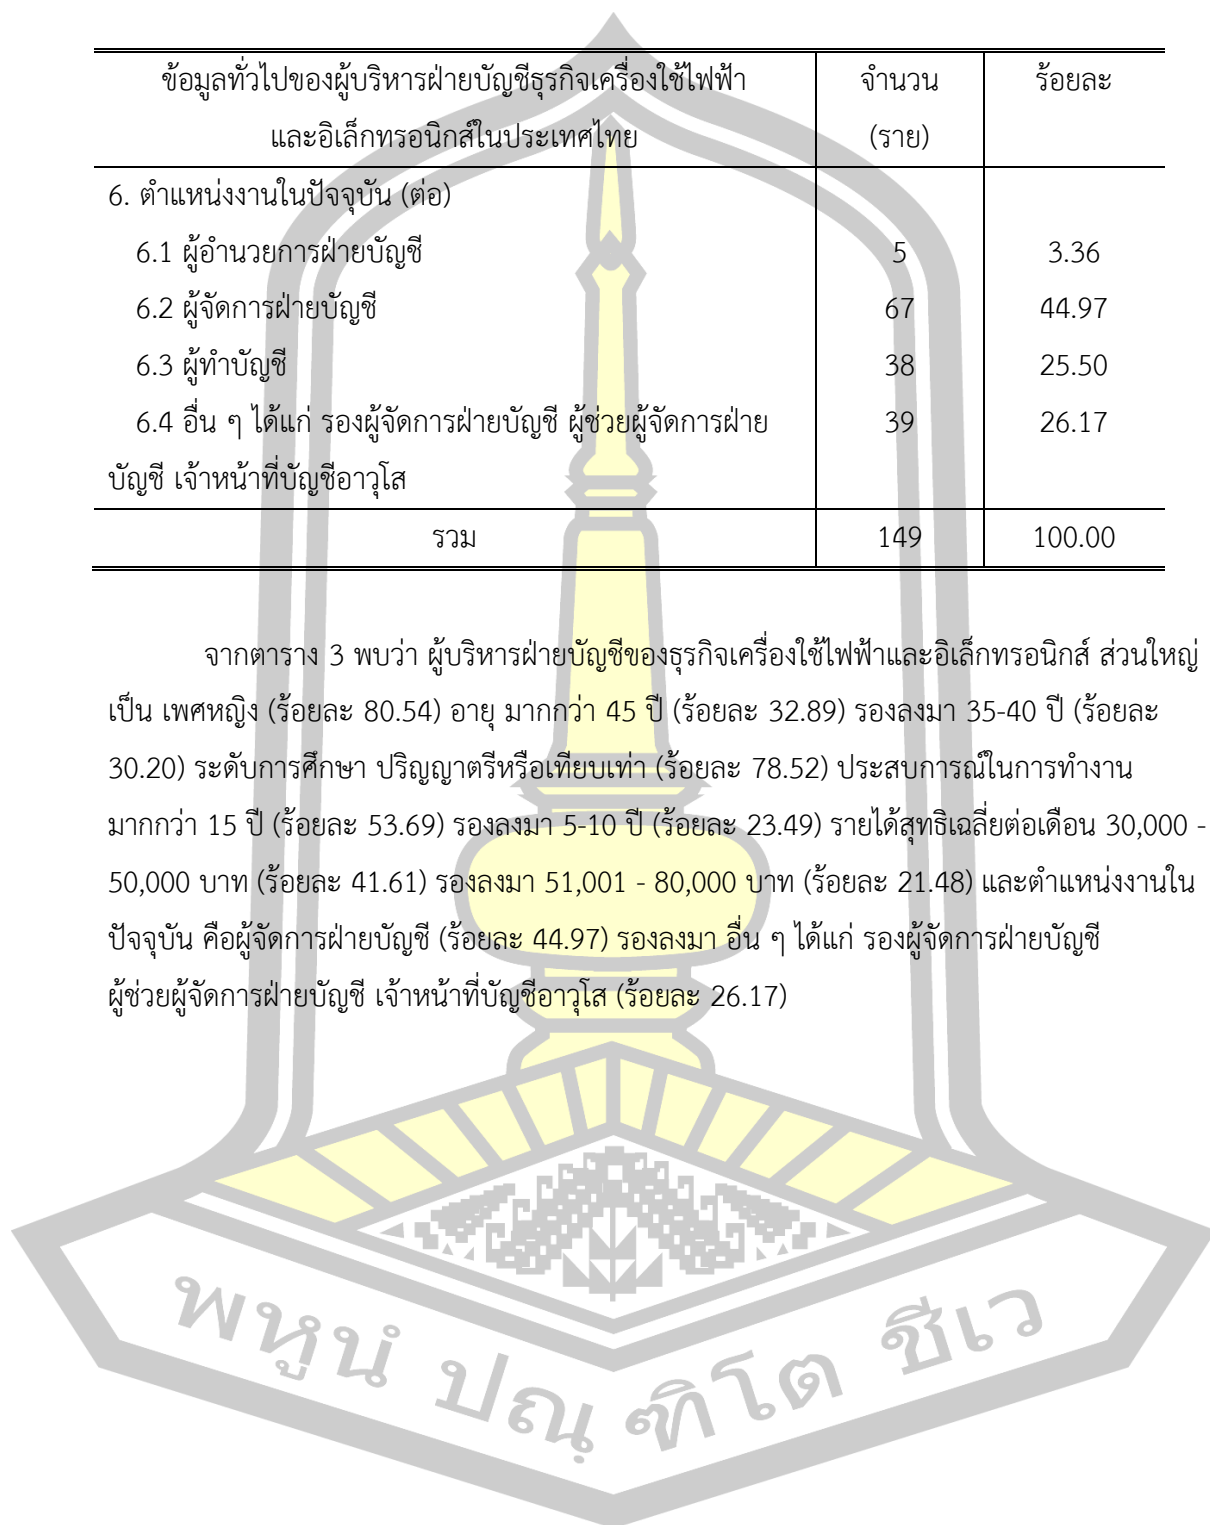 ข้อมูลทั่วไปของผู้บริหารฝ่ายบัญชีธุรกิจเครื่องใช้ไฟฟ้า จำนวน ร้อยละ
และอิเล็กทรอนิกส์ในประเทศไทย (ราย)
6. ตำแหน่งงานในปัจจุบัน (ต่อ)
6.1 ผู้อำนวยการฝ่ายบัญชี 5 3.36
6.2 ผู้จัดการฝ่ายบัญชี 67 44.97
6.3 ผู้ทำบัญชี 38 25.50
6.4 อื่น ๆ ได้แก่ รองผู้จัดการฝ่ายบัญชี ผู้ช่วยผู้จัดการฝ่าย 39 26.17
บัญชี เจ้าหน้าที่บัญชีอาวุโส
รวม 149 100.00
จากตาราง 3 พบว่า ผู้บริหารฝ่ายบัญชีของธุรกิจเครื่องใช้ไฟฟ้าและอิเล็กทรอนิกส์ ส่วนใหญ่
เป็น เพศหญิง (ร้อยละ 80.54) อายุ มากกว่า 45 ปี (ร้อยละ 32.89) รองลงมา 35-40 ปี (ร้อยละ
30.20) ระดับการศึกษา ปริญญาตรีหรือเทียบเท่า (ร้อยละ 78.52) ประสบการณ์ในการทำงาน
มากกว่า 15 ปี (ร้อยละ 53.69) รองลงมา 5-10 ปี (ร้อยละ 23.49) รายได้สุทธิเฉลี่ยต่อเดือน 30,000 -
50,000 บาท (ร้อยละ 41.61) รองลงมา 51,001 - 80,000 บาท (ร้อยละ 21.48) และตำแหน่งงานใน
ปัจจุบัน คือผู้จัดการฝ่ายบัญชี (ร้อยละ 44.97) รองลงมา อื่น ๆ ได้แก่ รองผู้จัดการฝ่ายบัญชี
ผู้ช่วยผู้จัดการฝ่ายบัญชี เจ้าหน้าที่บัญชีอาวุโส (ร้อยละ 26.17)
พหูนํ ปณฺ ฑิโต ชีเว